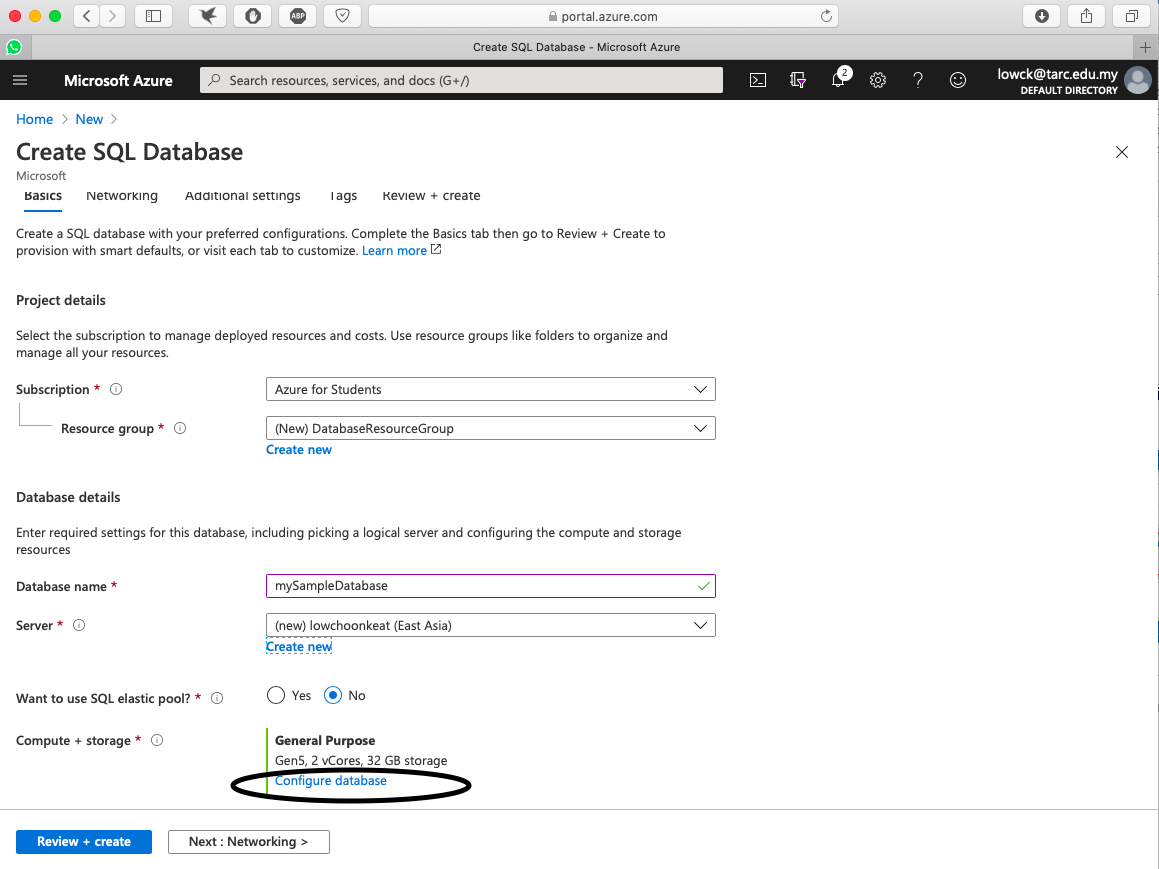 ABP
portal.azure.com
Create SQL Database - Microsoft Azure
Microsoft Azure
Search resources, services, and docs (G+/)
2
lowck@tarc.edu.my
DEFAULT DIRECTORY
Home > New >
Create SQL Database
Microsoft
Basics Networking Additional settings Tags Review + create
Create a SQL database with your preferred configurations. Complete the Basics tab then go to Review + Create to
provision with smart defaults, or visit each tab to customize. Learn more
Project details
Select the subscription to manage deployed resources and costs. Use resource groups like folders to organize and
manage all your resources.
Subscription *
Azure for Students
Resource group *
(New) DatabaseResourceGroup
Create new
Database details
Enter required settings for this database, including picking a logical server and configuring the compute and storage
resources
Database name *
mySampleDatabase
Server *
(new) lowchoonkeat (East Asia)
Create new
Want to use SQL elastic pool? *
Yes No
Compute + storage *
General Purpose
Gen5, 2 vCores, 32 GB storage
Configure database
Review + create
Next : Networking >